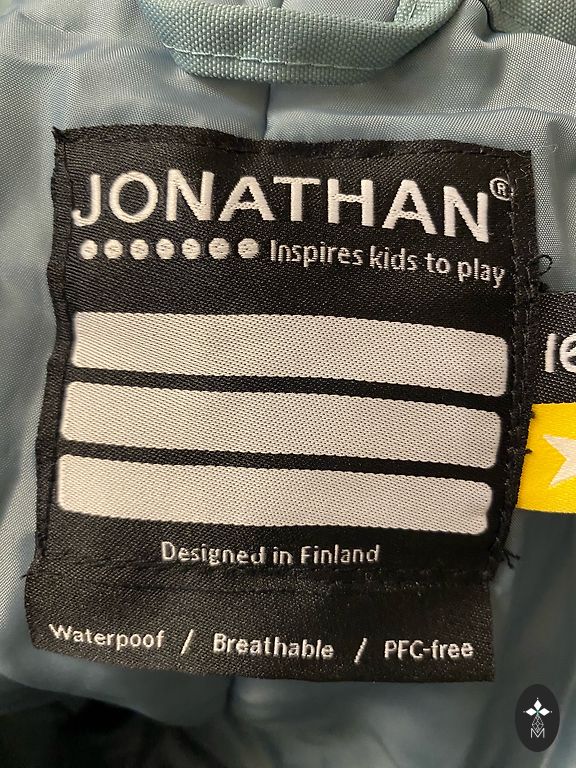 JONATHAN®
Inspires kids to play
Designed in Finland
Waterpoof / Breathable / PFC-free